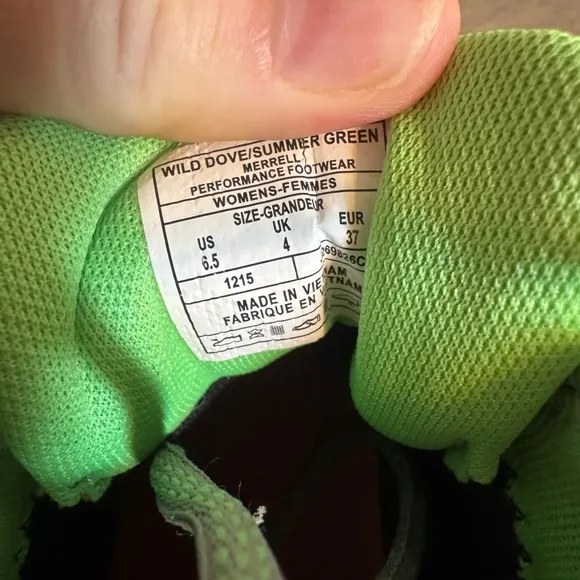 WILD DOVE/SUMMER GREEN
MERRELL
PERFORMANCE FOOTWEAR
WOMENS-FEMMES
SIZE-GRANDEUR
US UK EUR
6.5 4 37
1215
MADE IN VIETNAM
FABRIQUE EN